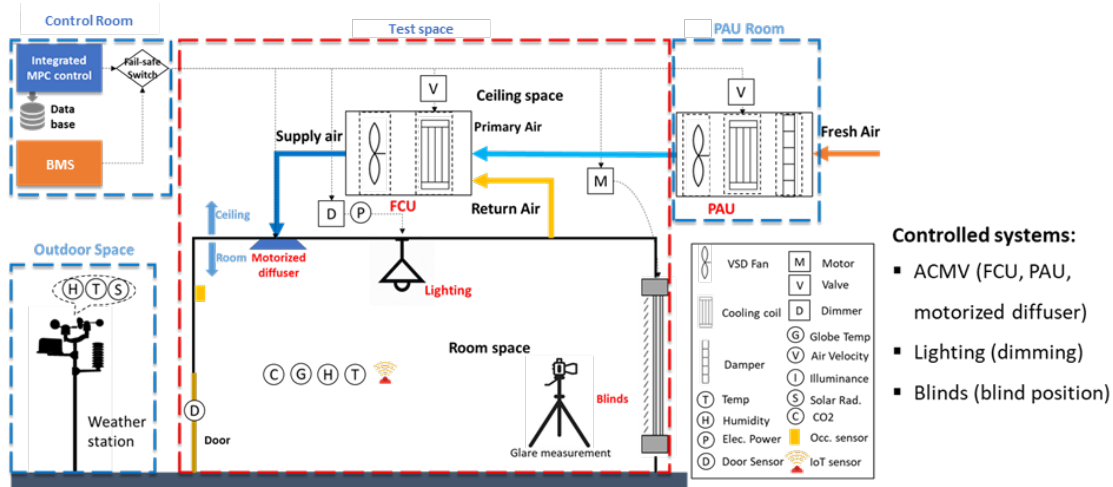 Control Room
Integrated
MPC control
Fail-safe
Switch
Data
base
BMS
Outdoor Space
H T S
Weather
station
Test space
V
Ceiling space
Supply air
Primary Air
FCU
Return Air
M
D P
Ceiling
Room
Motorized
diffuser
Lighting
Room space
C G H T
Blinds
D
Door
Glare measurement
PAU Room
V
Fresh Air
PAU
VSD Fan
Cooling coil
Damper
T Temp
H Humidity
P Elec. Power
D Door Sensor
M Motor
V Valve
D Dimmer
G Globe Temp
V Air Velocity
I Illuminance
S Solar Rad.
C CO2
Occ. sensor
IoT sensor
Controlled systems:
▪ ACMV (FCU, PAU,
motorized diffuser)
▪ Lighting (dimming)
▪ Blinds (blind position)